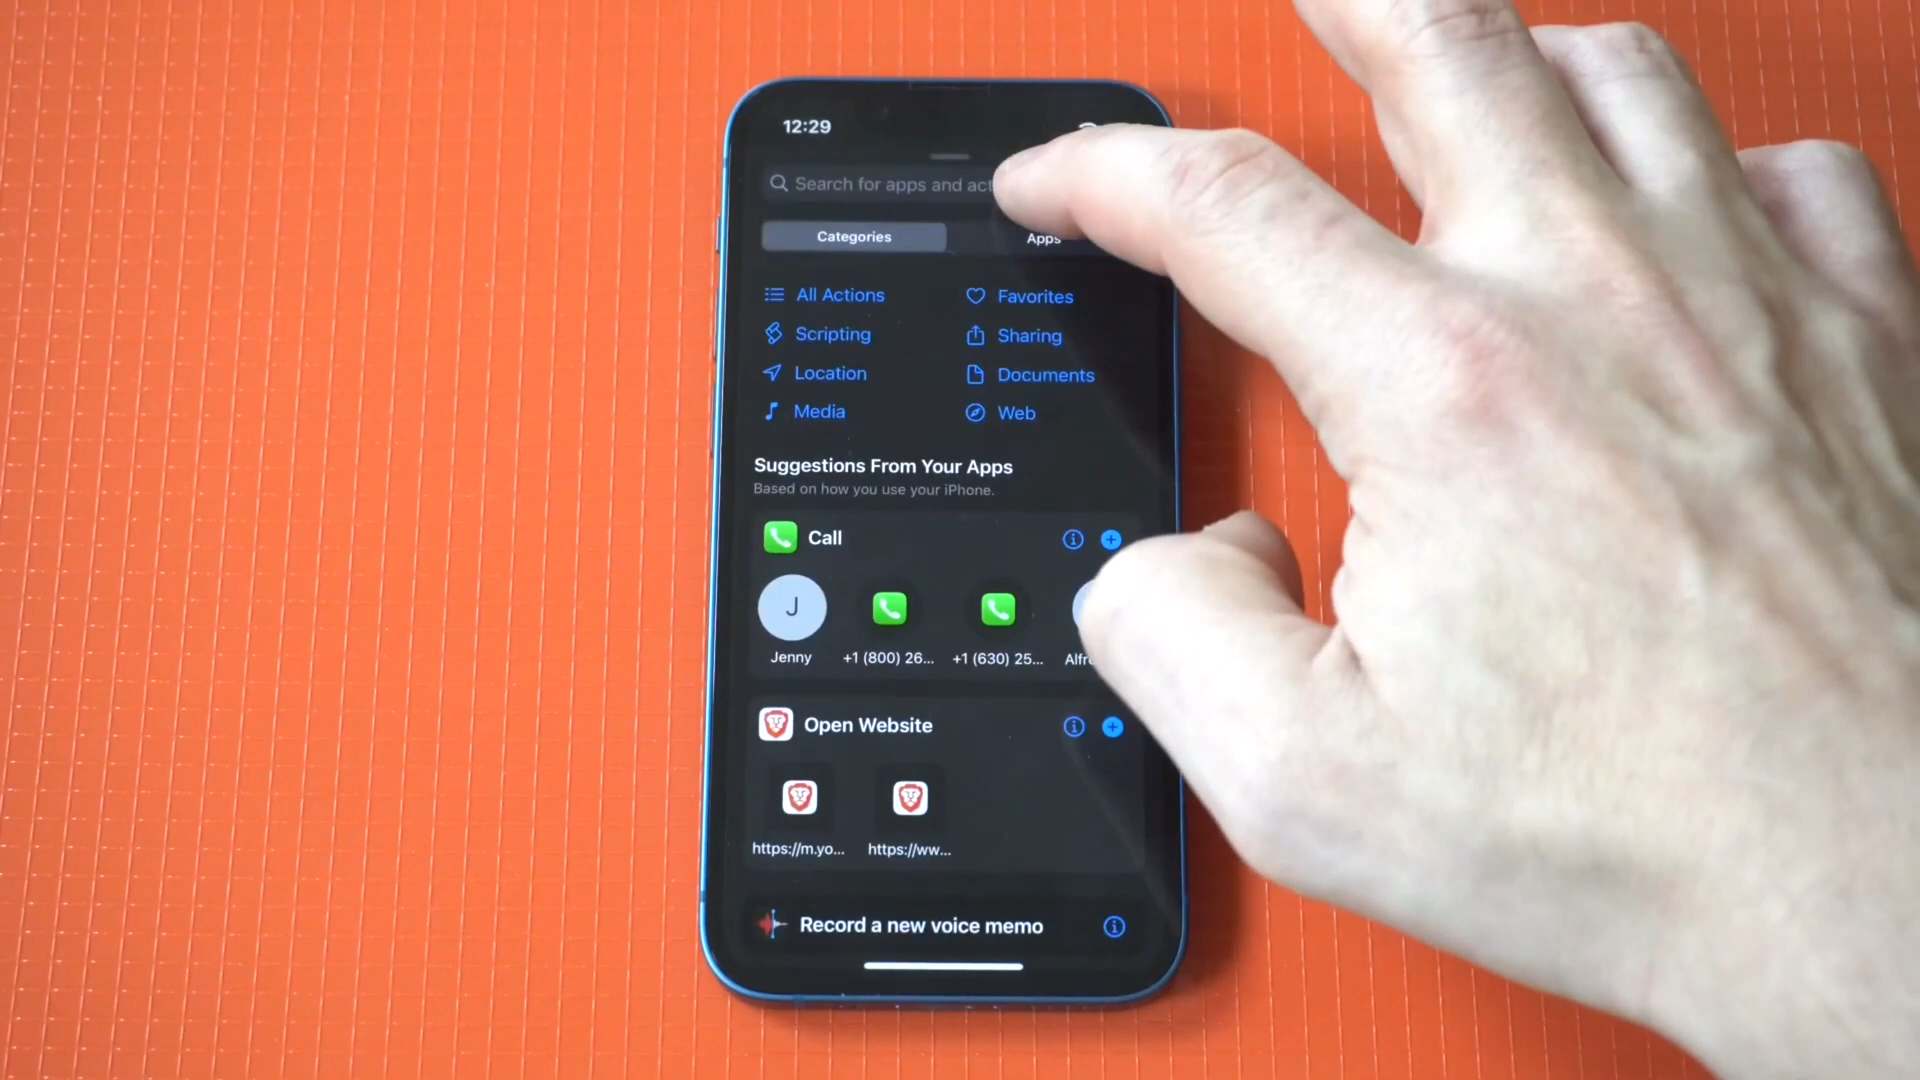 12:29
Search for apps and act
Categories Apps
All Actions Favorites
Scripting Sharing
Location Documents
Media Web
Suggestions From Your Apps
Based on how you use your iPhone.
Call
J
Jenny +1 (800) 26... +1 (630) 25... Alfr
Open Website
https://m.yo... https://ww...
Record a new voice memo